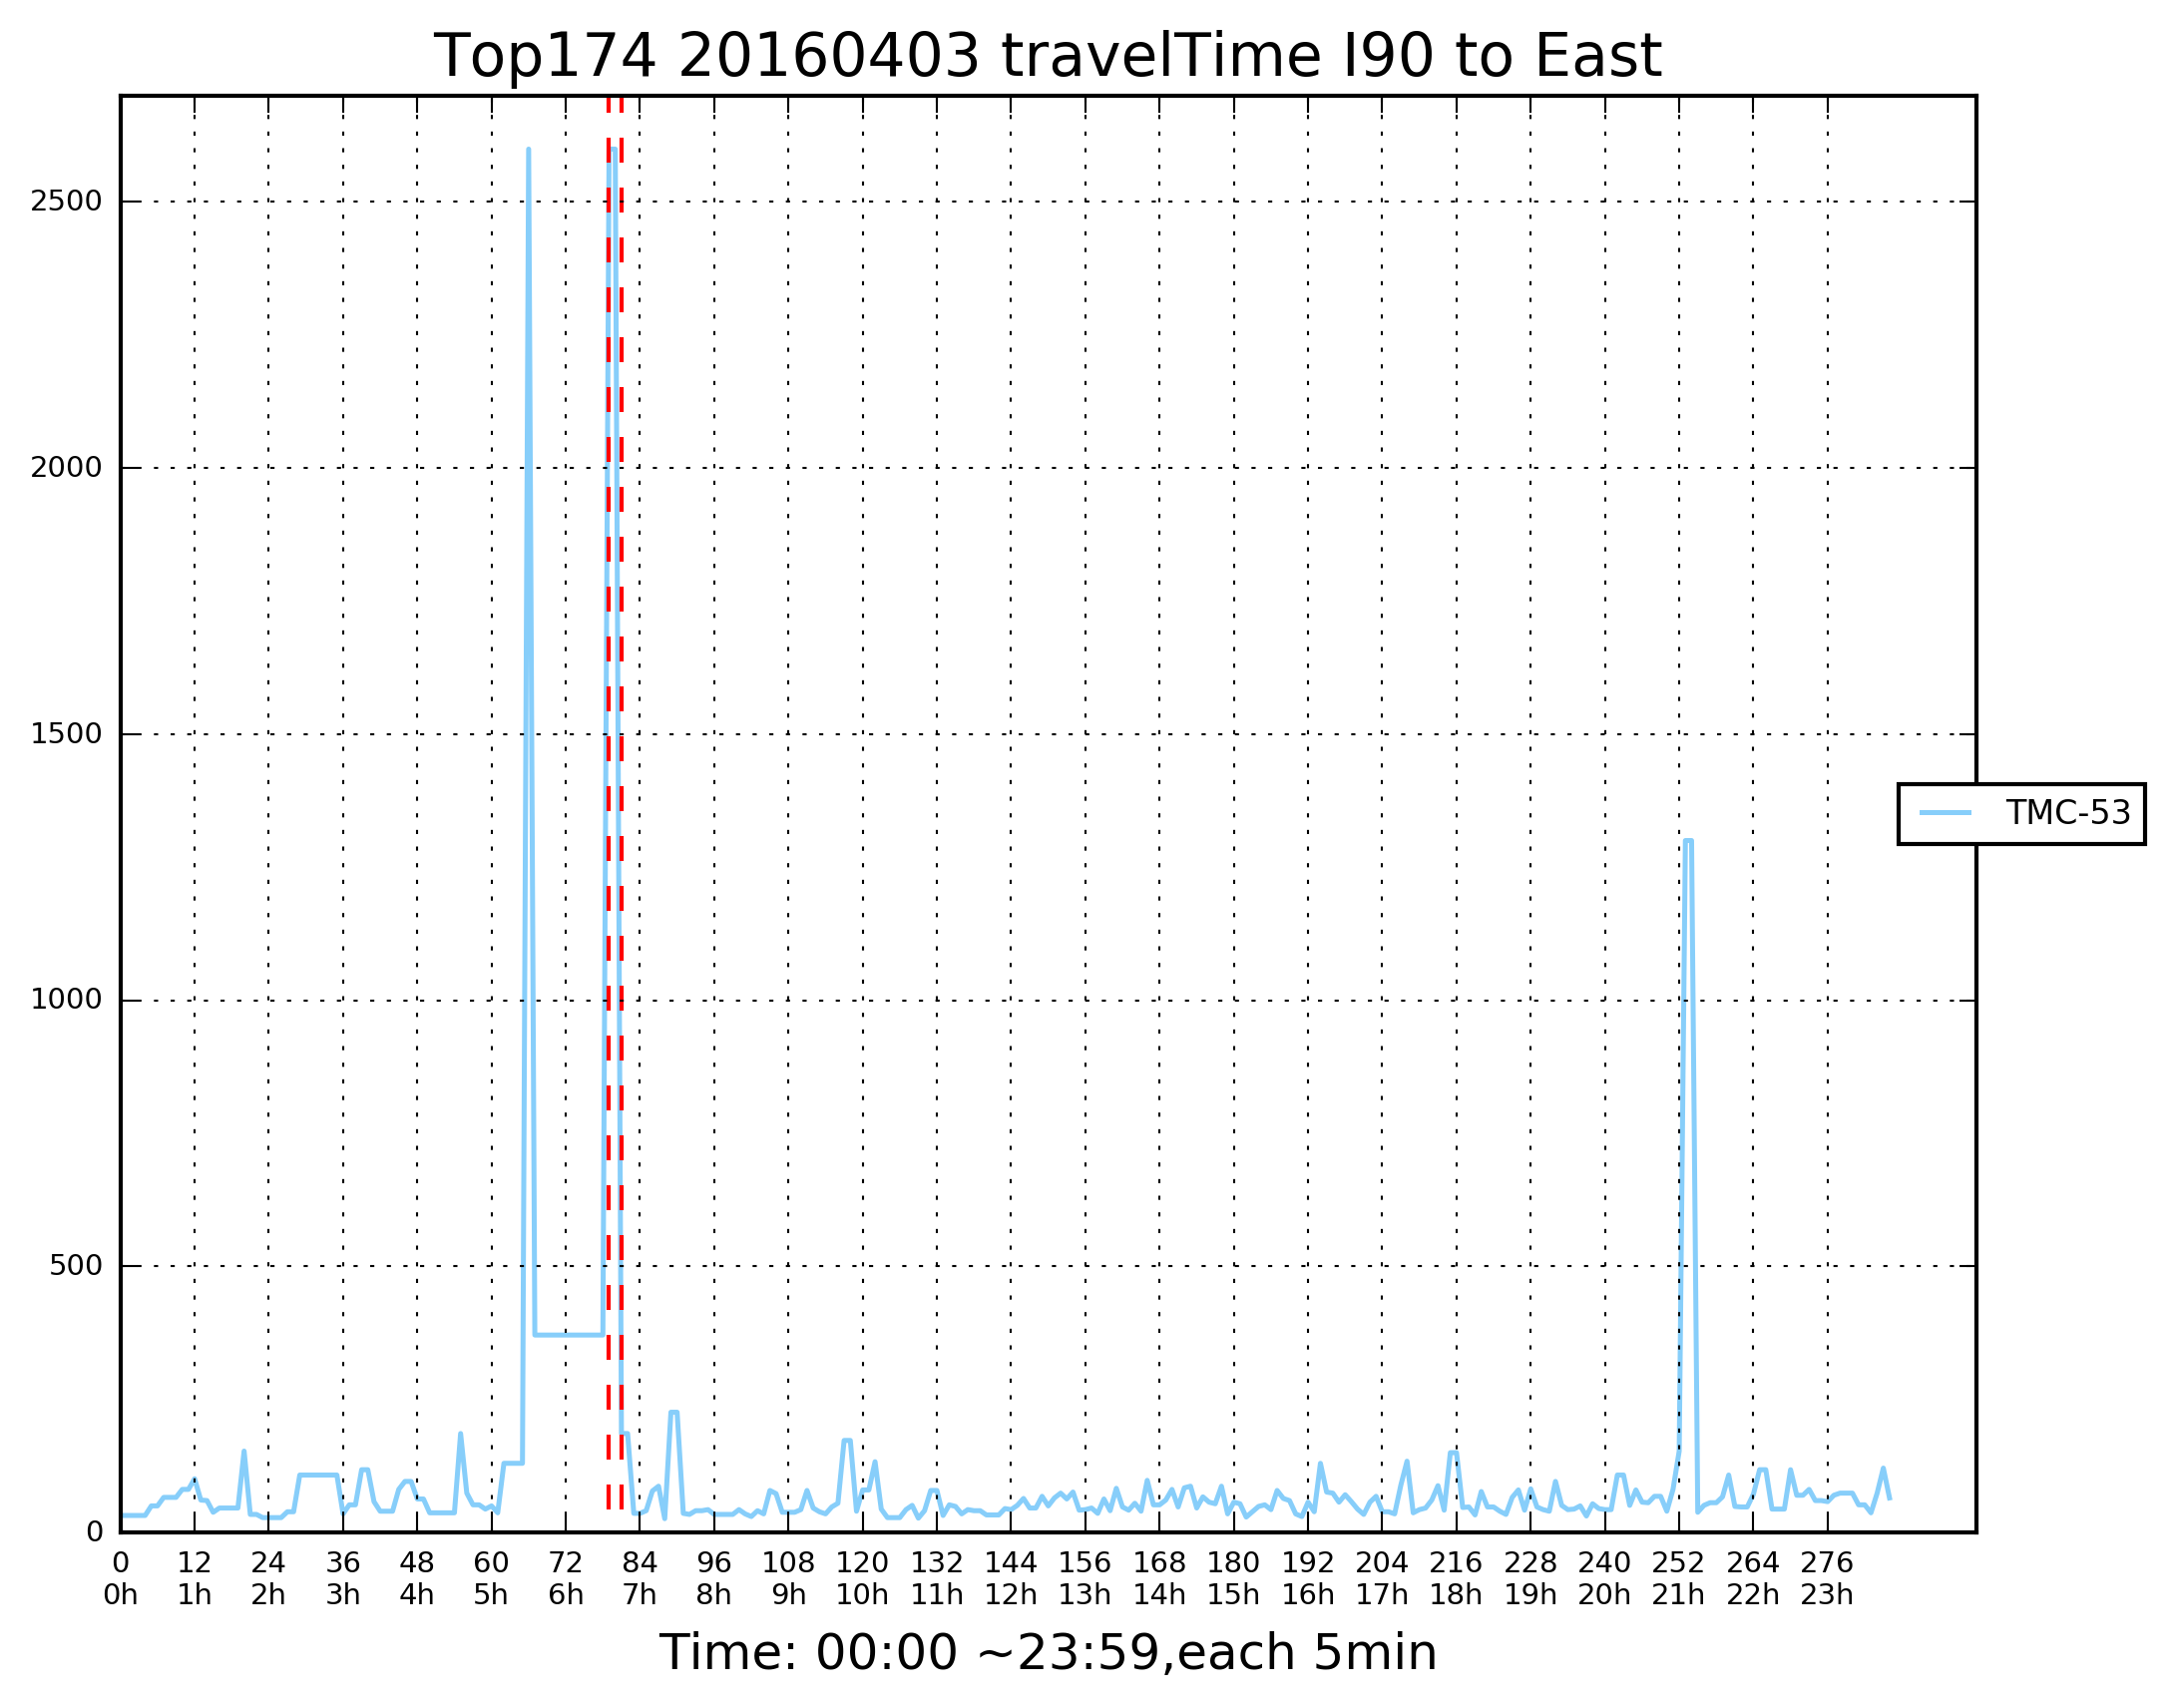 Top174 20160403 travelTime I90 to East
2500
2000
1500
1000
500
0
TMC-53
0 12 24 36 48 60 72 84 96 108 120 132 144 156 168 180 192 204 216 228 240 252 264 276
0h 1h 2h 3h 4h 5h 6h 7h 8h 9h 10h 11h 12h 13h 14h 15h 16h 17h 18h 19h 20h 21h 22h 23h
Time: 00:00 ~23:59,each 5min